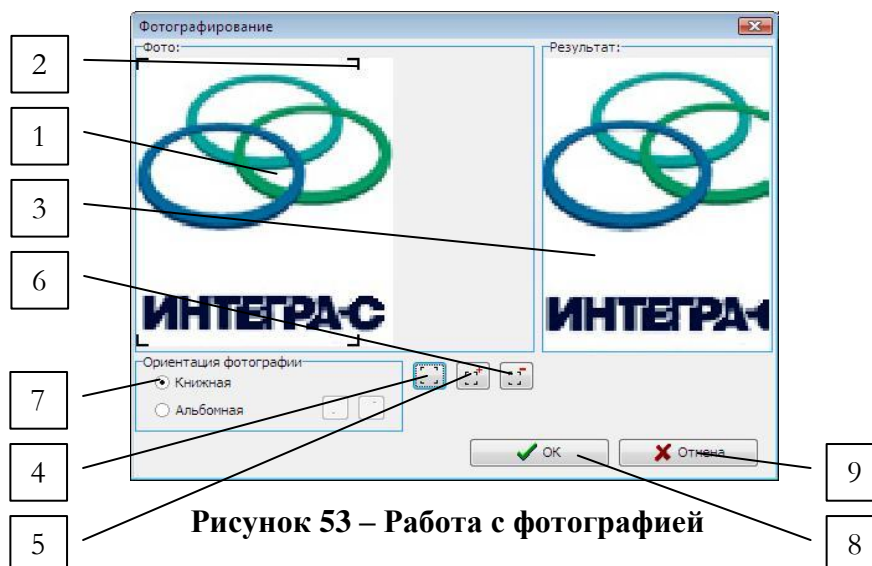 Фотографирование
Фото:
Результат:
2
1
3
6
ИНТЕГРА-С
ИНТЕГРА-
Ориентация фотографии
Книжная
Альбомная
7
4
ОК
Отмена
9
5
Рисунок 53 – Работа с фотографией
8